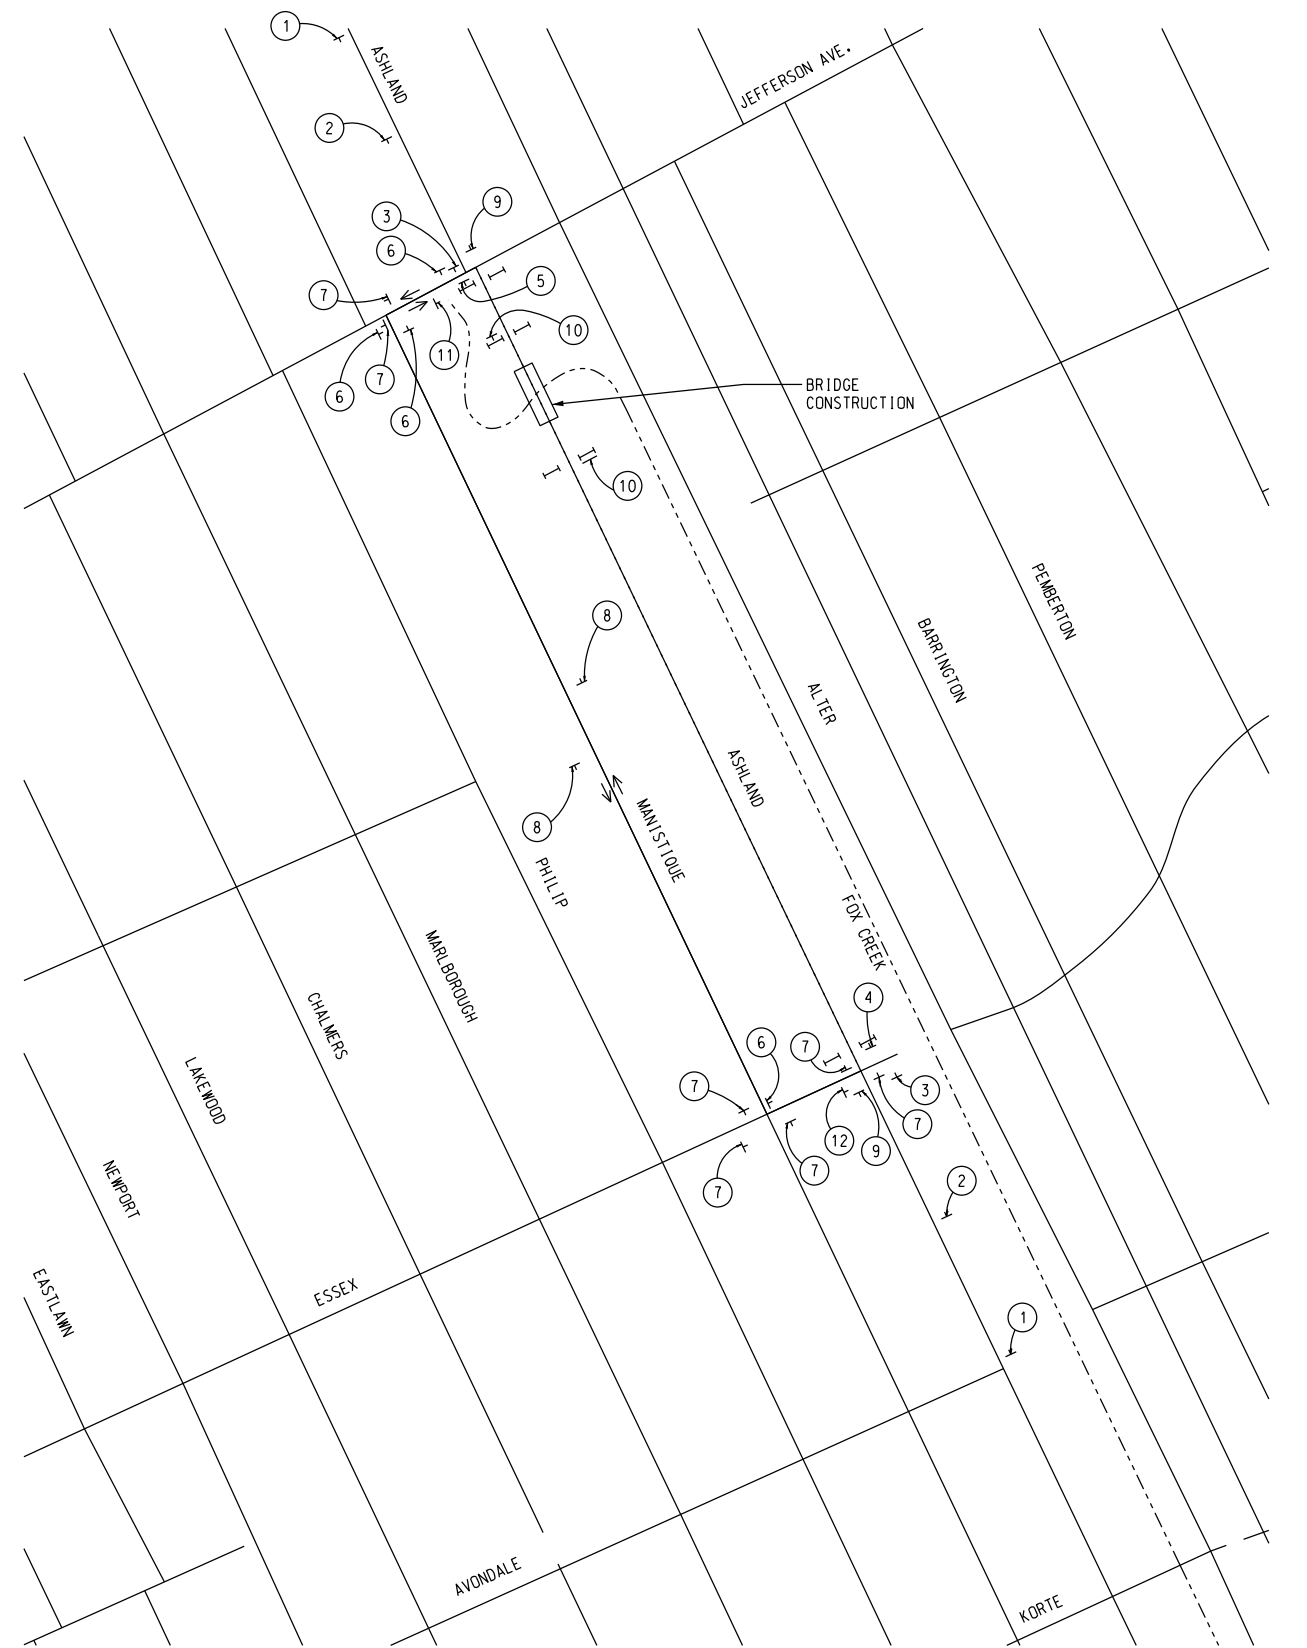 1
ASHLAND
JEFFERSON AVE.
2
9
3
6
5
7
10
11
7
6
6
BRIDGE
CONSTRUCTION
10
PEMBERTON
8
BARRINGTON
ALTER
ASHLAND
8
MANISTIQUE
PHILIP
FOX CREEK
MARLBOROUGH
CHALMERS
4
6
7
LAKEWOOD
7
3
7
12
9
7
7
2
NEWPORT
ESSEX
EASTLAWN
1
AVONDALE
KORTE